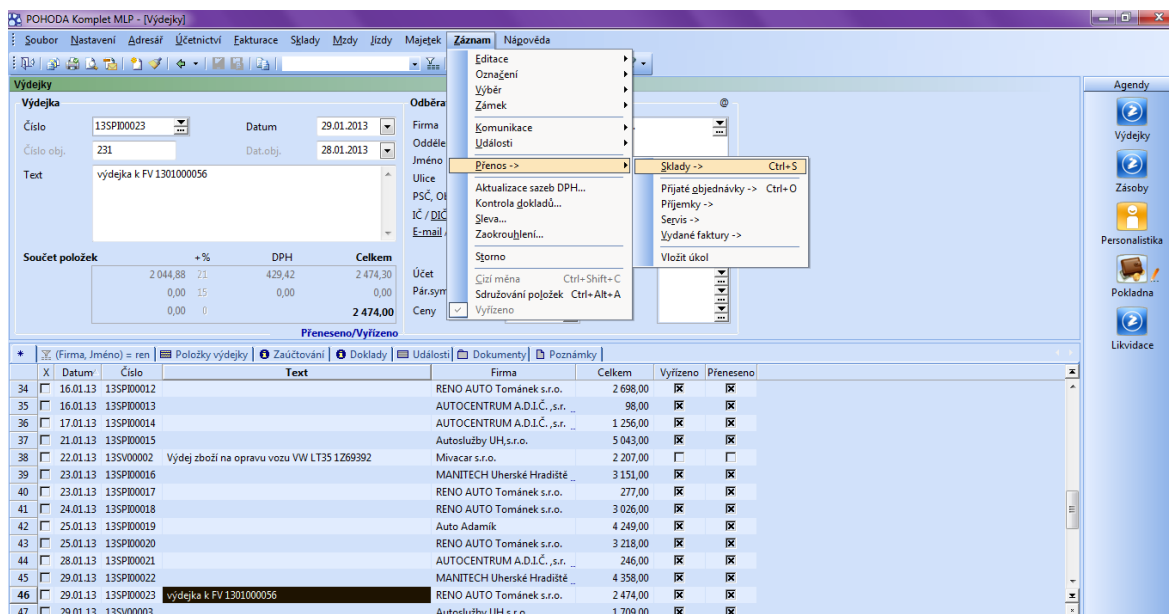 POHODA Komplet MLP - [Výdejky]
Soubor Nastavení Adresář Účetnictví Fakturace Sklady Mzdy Jízdy Majetek Záznam Nápověda
Výdejky
Výdejka
Číslo 13SPI00023 Datum 29.01.2013
Číslo obj. 231 Dat.obj. 28.01.2013
Text výdejka k FV 1301000056
Součet položek +% DPH Celkem
2 044,88 21 429,42 2 474,30
0,00 15 0,00 0,00
0,00 0 2 474,00
Přeneseno/Vyřízeno
Odběra @
Firma
Odděle
Jméno
Ulice
PSČ, Ob
IČ / DIČ
E-mail
Účet
Pár.sym
Ceny
Editace
Označení
Výběr
Zámek
Komunikace
Události
Přenos ->
Aktualizace sazeb DPH...
Kontrola dokladů...
Sleva...
Zaokrouhlení...
Storno
Cizí měna Ctrl+Shift+C
Sdružování položek Ctrl+Alt+A
Vyřízeno
Sklady -> Ctrl+S
Přijaté objednávky -> Ctrl+O
Příjemky ->
Servis ->
Vydané faktury ->
Vložit úkol
Agendy
Výdejky
Zásoby
Personalistika
Pokladna
Likvidace
* (Firma, Jméno) = ren Položky výdejky Zaúčtování Doklady Události Dokumenty Poznámky
X Datum Číslo Text Firma Celkem Vyřízeno Přeneseno
34 16.01.13 13SPI00012 RENO AUTO Tománek s.r.o. 2 698,00
35 16.01.13 13SPI00013 AUTOCENTRUM A.D.I.Č. ,s.r. 98,00
36 17.01.13 13SPI00014 AUTOCENTRUM A.D.I.Č. ,s.r. 1 256,00
37 21.01.13 13SPI00015 Autoslužby UH,s.r.o. 5 043,00
38 22.01.13 13SV00002 Výdej zboží na opravu vozu VW LT35 1Z69392 Mivacar s.r.o. 2 207,00
39 23.01.13 13SPI00016 MANITECH Uherské Hradiště 3 151,00
40 23.01.13 13SPI00017 RENO AUTO Tománek s.r.o. 277,00
41 24.01.13 13SPI00018 RENO AUTO Tománek s.r.o. 3 026,00
42 25.01.13 13SPI00019 Auto Adamík 4 249,00
43 25.01.13 13SPI00020 RENO AUTO Tománek s.r.o. 3 218,00
44 28.01.13 13SPI00021 AUTOCENTRUM A.D.I.Č. ,s.r. 246,00
45 29.01.13 13SPI00022 MANITECH Uherské Hradiště 4 358,00
46 29.01.13 13SPI00023 výdejka k FV 1301000056 RENO AUTO Tománek s.r.o. 2 474,00
47 29.01.13 13SV00003 Autoslužby UH,s.r.o. 1 709,00